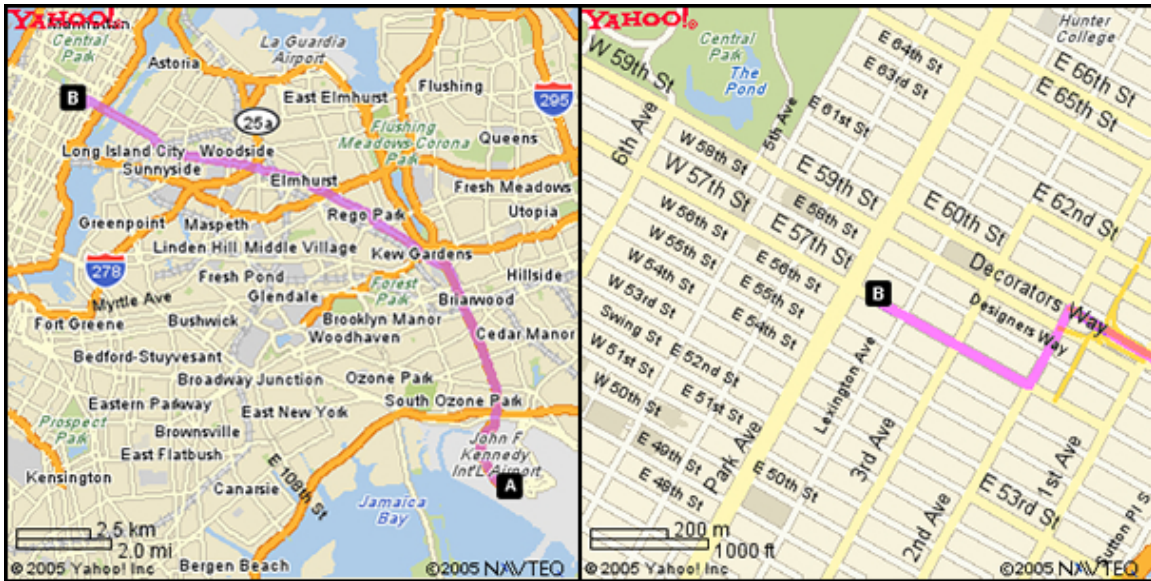 YAHOO!
Manhattan
Central
Park
La Guardia
Airport
Astoria
Flushing
295
East Elmhurst
B
25a
Flushing
Meadows-Corona
Park
Queens
Long Island City
Woodside
Sunnyside
Elmhurst
Fresh Meadows
Greenpoint
Maspeth
Rego Park
Utopia
Linden Hill
Middle Village
Kew Gardens
278
Fresh Pond
Forest
Park
Hillside
Myrtle Ave
Glendale
Briarwood
Fort Greene
Bushwick
Brooklyn Manor
Woodhaven
Cedar Manor
Bedford-Stuyvesant
Broadway Junction
Ozone Park
Eastern Parkway
East New York
South Ozone Park
Prospect
Park
Brownsville
East Flatbush
John F
Kennedy
Int'L Airport
Kensington
Canarsie
E 108th St
A
Jamaica
Bay
2.5 km
2.0 mi
Bergen Beach
©2005 Yahoo! Inc
©2005 NAVTEQ
YAHOO!
Central
Park
The
Pond
Hunter
College
W 59th St
E 64th St
E 63rd St
E 66th St
E 65th St
6th Ave
5th Ave
E 61st St
W 58th St
W 57th St
E 59th St
E 62nd St
E 60th St
W 56th St
E 58th St
E 57th St
W 55th St
E 56th St
Decorators
Way
W 54th St
E 55th St
B
Designers Way
W 53rd St
E 54th St
Swing St
E 52nd St
Lexington Ave
W 51st St
E 51st St
W 50th St
3rd Ave
1st Ave
E 49th St
Park Ave
E 50th St
E 48th St
E 53rd St
2nd Ave
Sutton Pl S
200 m
1000 ft
©2005 Yahoo! Inc
©2005 NAVTEQ